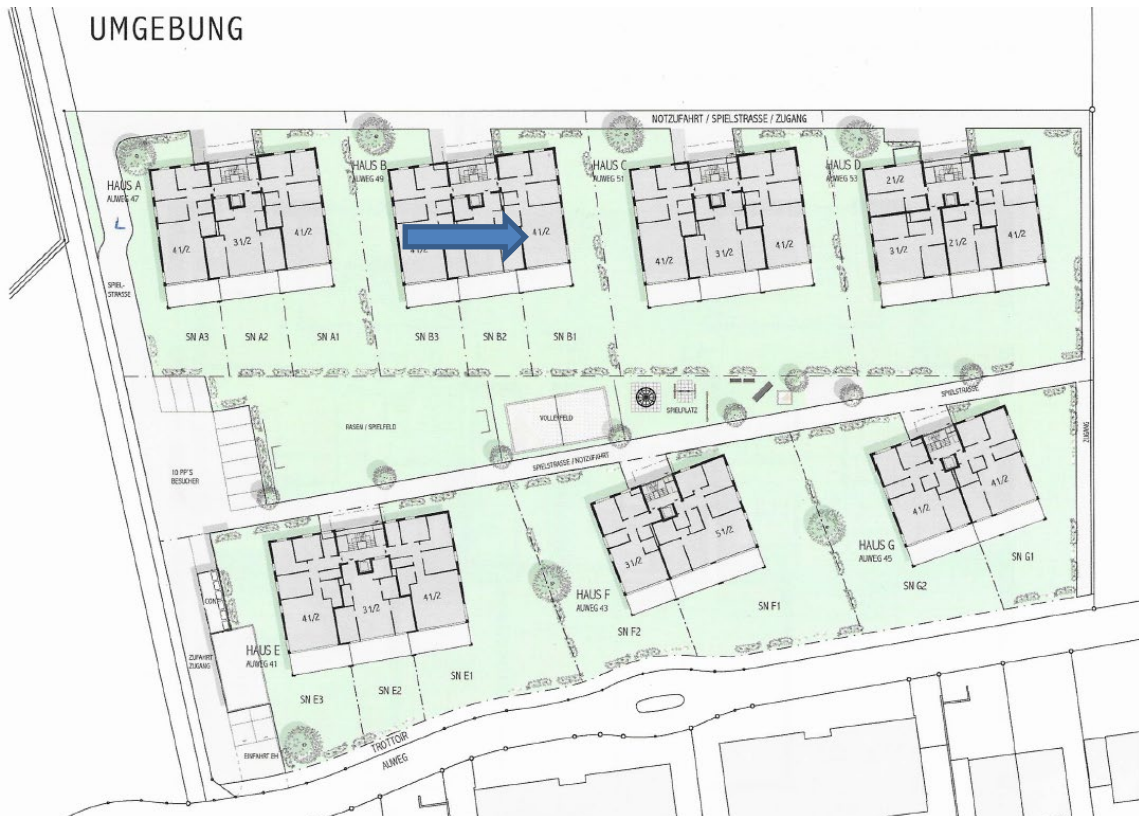 UMGEBUNG
NOTZUFAHRT / SPIELSTRASSE / ZUGANG
HAUS A
AUWEG 47
HAUS B
AUWEG 49
HAUS C
AUWEG 51
HAUS D
AUWEG 53
4 1/2
3 1/2
4 1/2
4 1/2
4 1/2
4 1/2
3 1/2
4 1/2
2 1/2
3 1/2
2 1/2
4 1/2
SPIEL-
STRASSE
SN A3
SN A2
SN A1
SN B3
SN B2
SN B1
RASEN / SPIELFELD
VOLLEYFELD
SPIELPLATZ
SPIELSTRASSE
ZUGANG
10 PP'S
BESUCHER
SPIELSTRASSE / NOTZUFAHRT
4 1/2
3 1/2
4 1/2
3 1/2
5 1/2
4 1/2
4 1/2
HAUS E
AUWEG 41
HAUS F
AUWEG 43
HAUS G
AUWEG 45
CONT.
ZUFAHRT
ZUGANG
SN E3
SN E2
SN E1
SN F2
SN F1
SN G2
SN G1
EINFAHRT EH
TROTTOIR
AUWEG